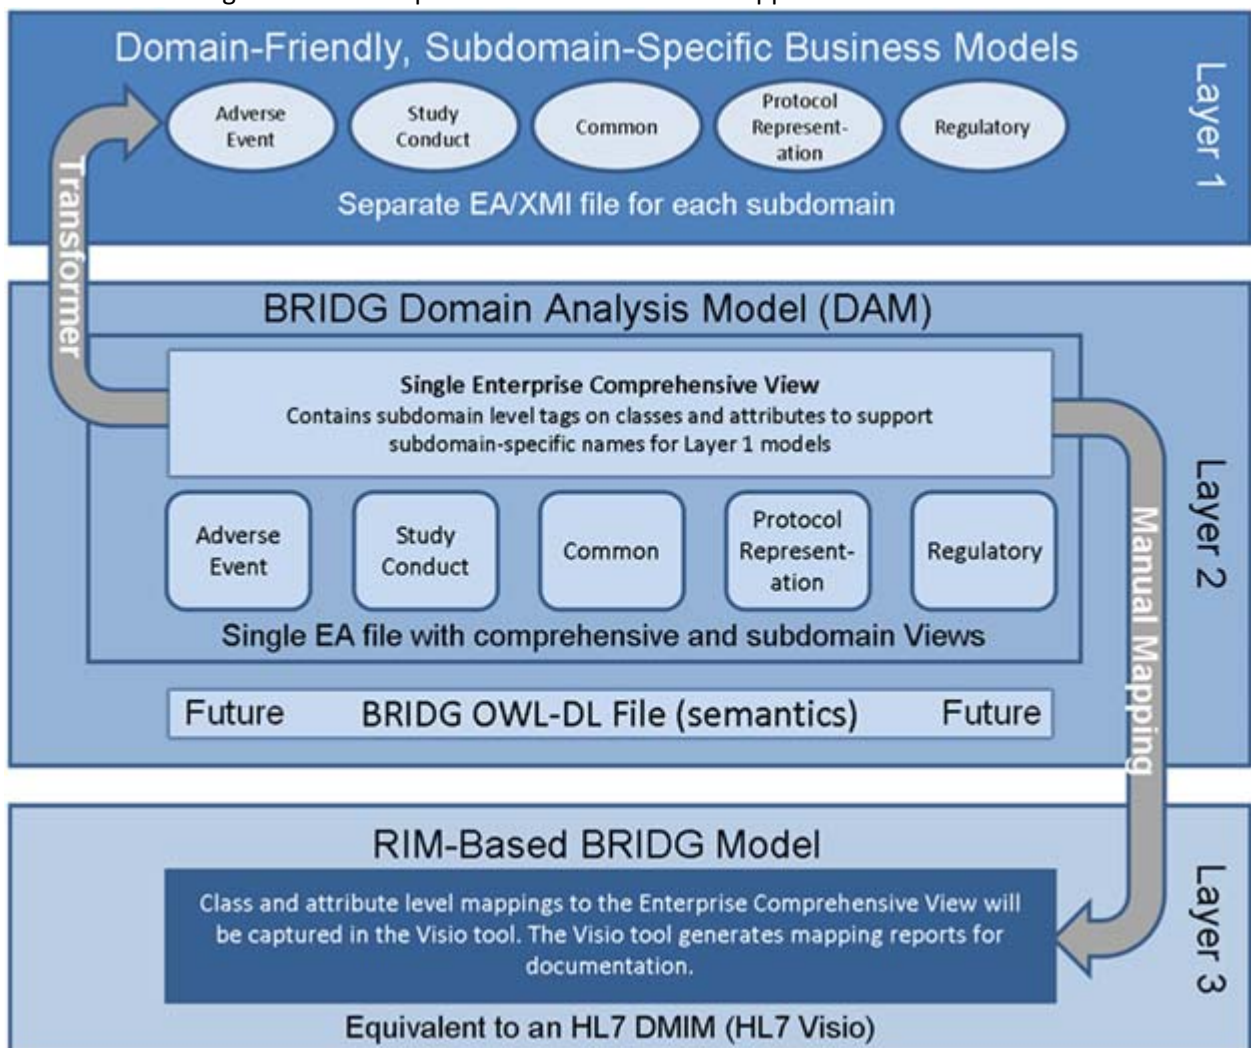 Domain-Friendly, Subdomain-Specific Business Models
Adverse
Event
Study
Conduct
Common
Protocol
Represent-
ation
Regulatory
Separate EA/XMI file for each subdomain
Layer 1
Transformer
BRIDG Domain Analysis Model (DAM)
Single Enterprise Comprehensive View
Contains subdomain level tags on classes and attributes to support
subdomain-specific names for Layer 1 models
Adverse
Event
Study
Conduct
Common
Protocol
Represent-
ation
Regulatory
Single EA file with comprehensive and subdomain Views
Future BRIDG OWL-DL File (semantics) Future
Layer 2
Manual Mapping
RIM-Based BRIDG Model
Class and attribute level mappings to the Enterprise Comprehensive View will
be captured in the Visio tool. The Visio tool generates mapping reports for
documentation.
Equivalent to an HL7 DMIM (HL7 Visio)
Layer 3